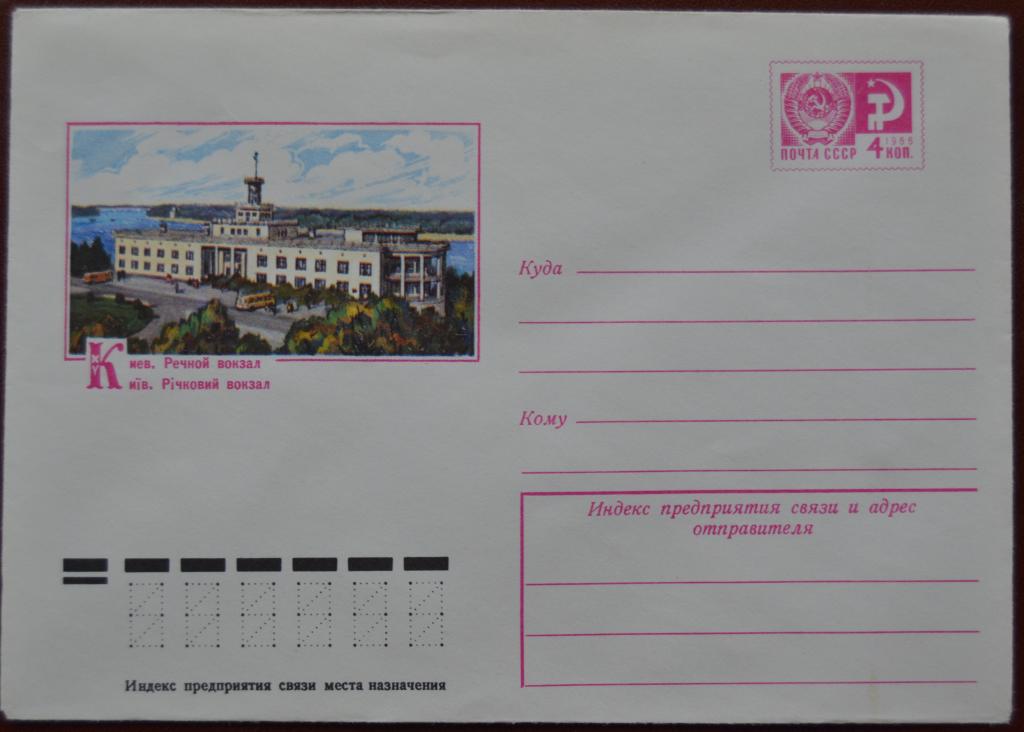 ПОЧТА СССР 4 КОП.
1966
Киев. Речной вокзал
Київ. Річковий вокзал
Куда
Кому
Индекс предприятия связи и адрес
отправителя
Индекс предприятия связи места назначения